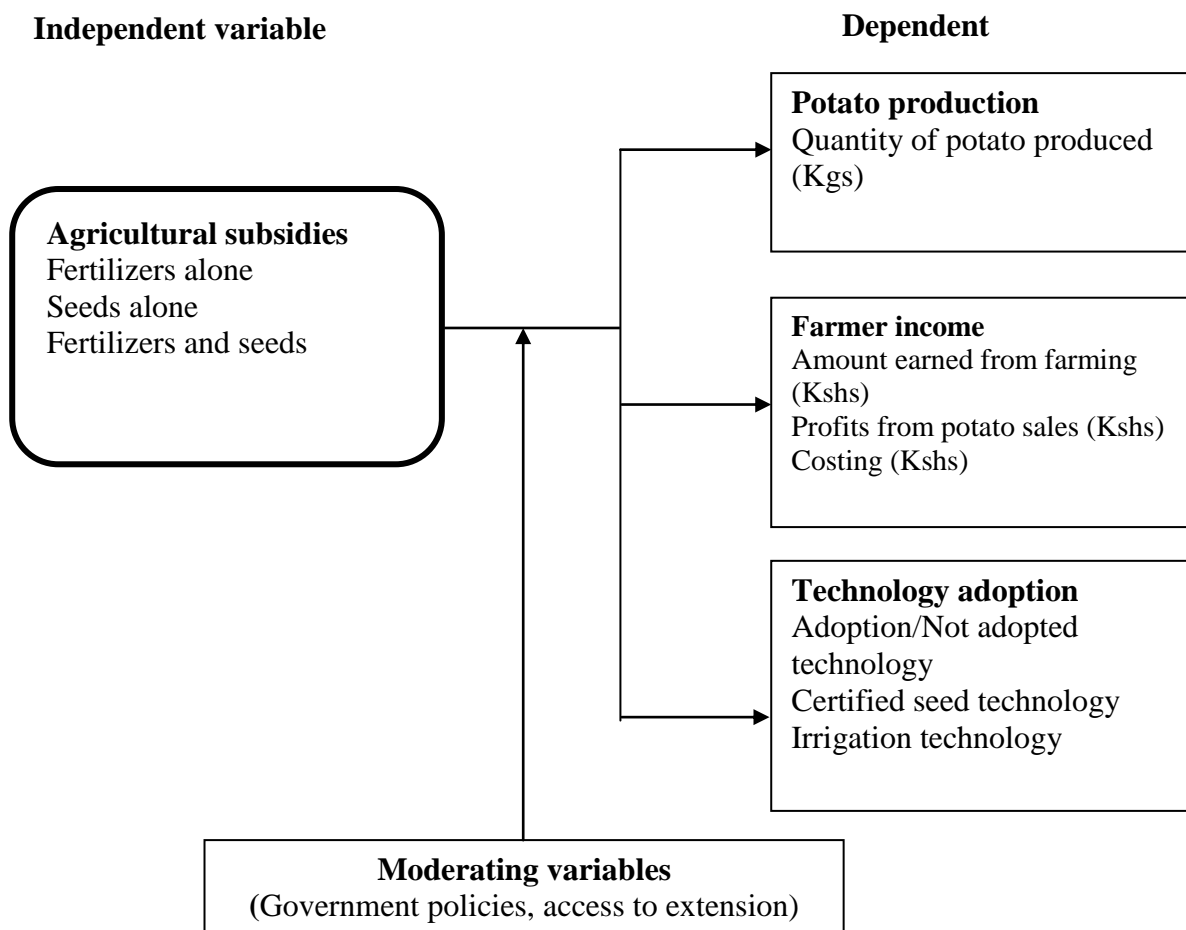 Independent variable
Dependent
Agricultural subsidies
Fertilizers alone
Seeds alone
Fertilizers and seeds
Potato production
Quantity of potato produced
(Kgs)
Farmer income
Amount earned from farming
(Kshs)
Profits from potato sales (Kshs)
Costing (Kshs)
Technology adoption
Adoption/Not adopted
technology
Certified seed technology
Irrigation technology
Moderating variables
(Government policies, access to extension)